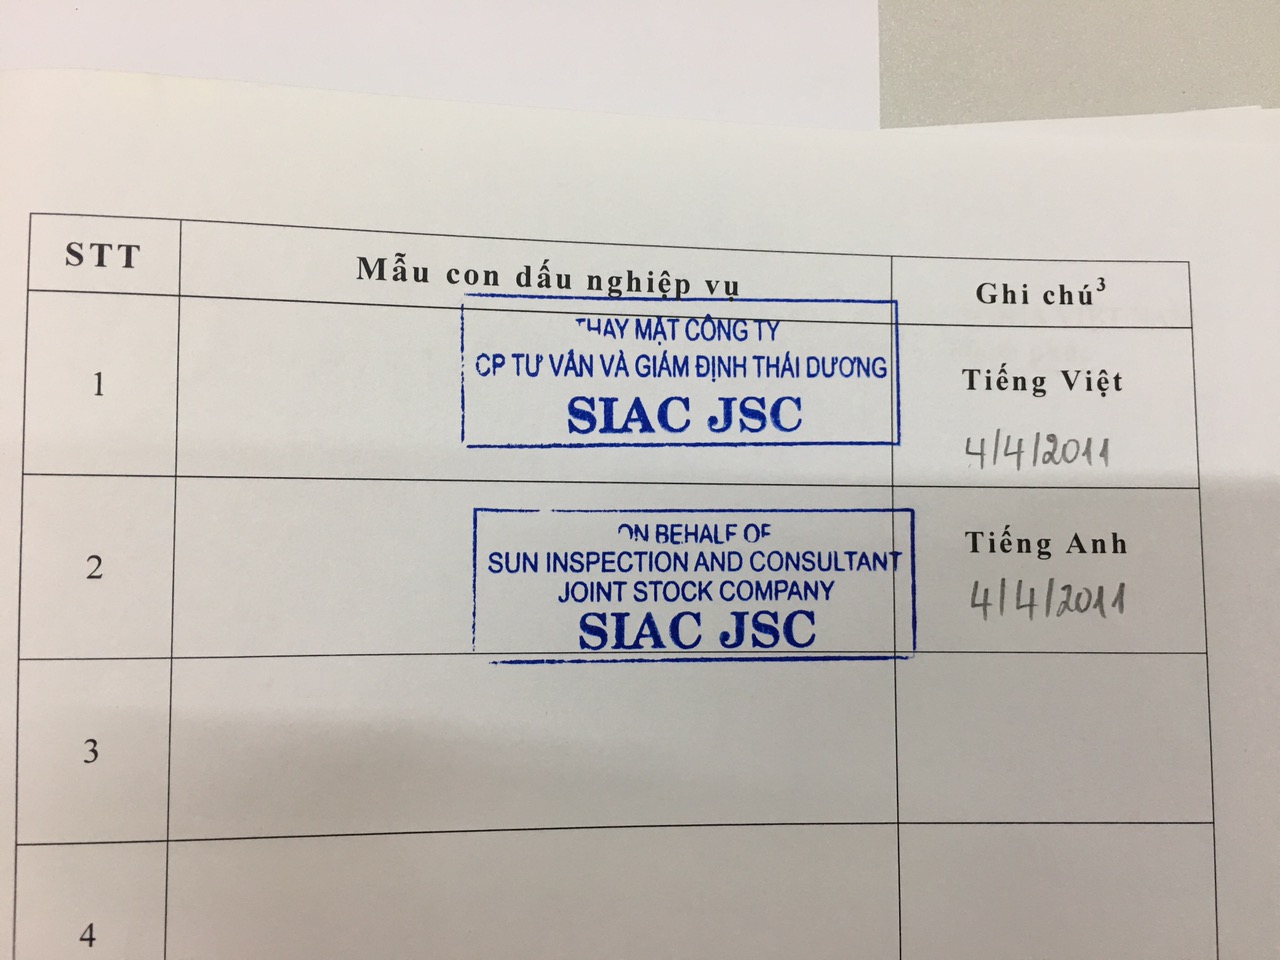 STT Mẫu con dấu nghiệp vụ Ghi chú³
1
THAY MẶT CÔNG TY
CP TƯ VẤN VÀ GIÁM ĐỊNH THÁI DƯƠNG
SIAC JSC
Tiếng Việt
4/4/2011
2
ON BEHALF OF
SUN INSPECTION AND CONSULTANT
JOINT STOCK COMPANY
SIAC JSC
Tiếng Anh
4/4/2011
3
4